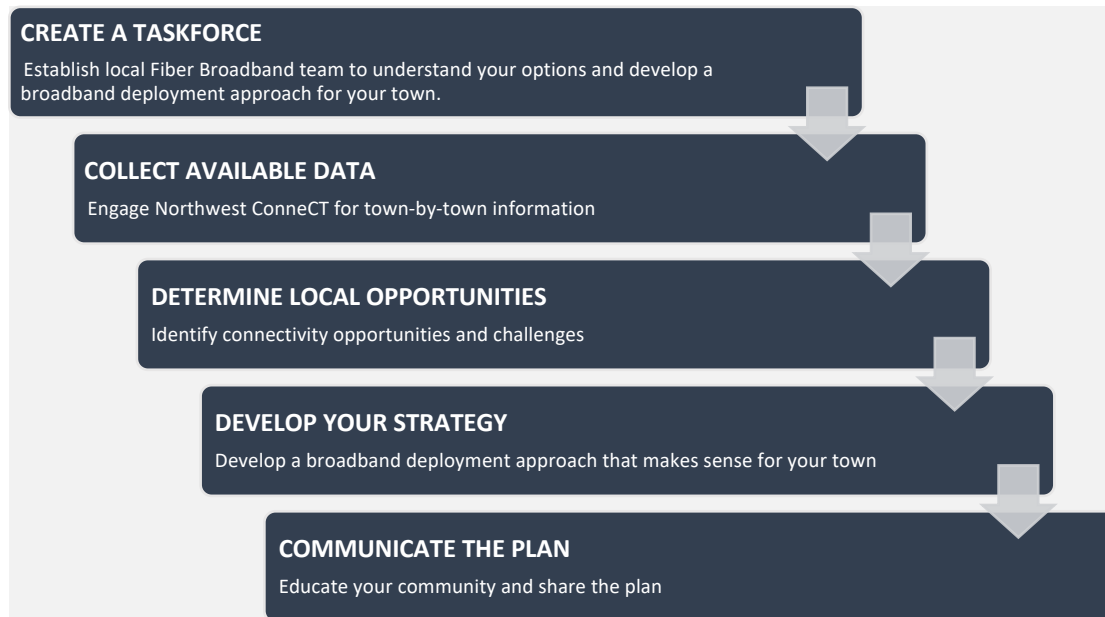 CREATE A TASKFORCE
Establish local Fiber Broadband team to understand your options and develop a
broadband deployment approach for your town.
COLLECT AVAILABLE DATA
Engage Northwest ConneCT for town-by-town information
DETERMINE LOCAL OPPORTUNITIES
Identify connectivity opportunities and challenges
DEVELOP YOUR STRATEGY
Develop a broadband deployment approach that makes sense for your town
COMMUNICATE THE PLAN
Educate your community and share the plan